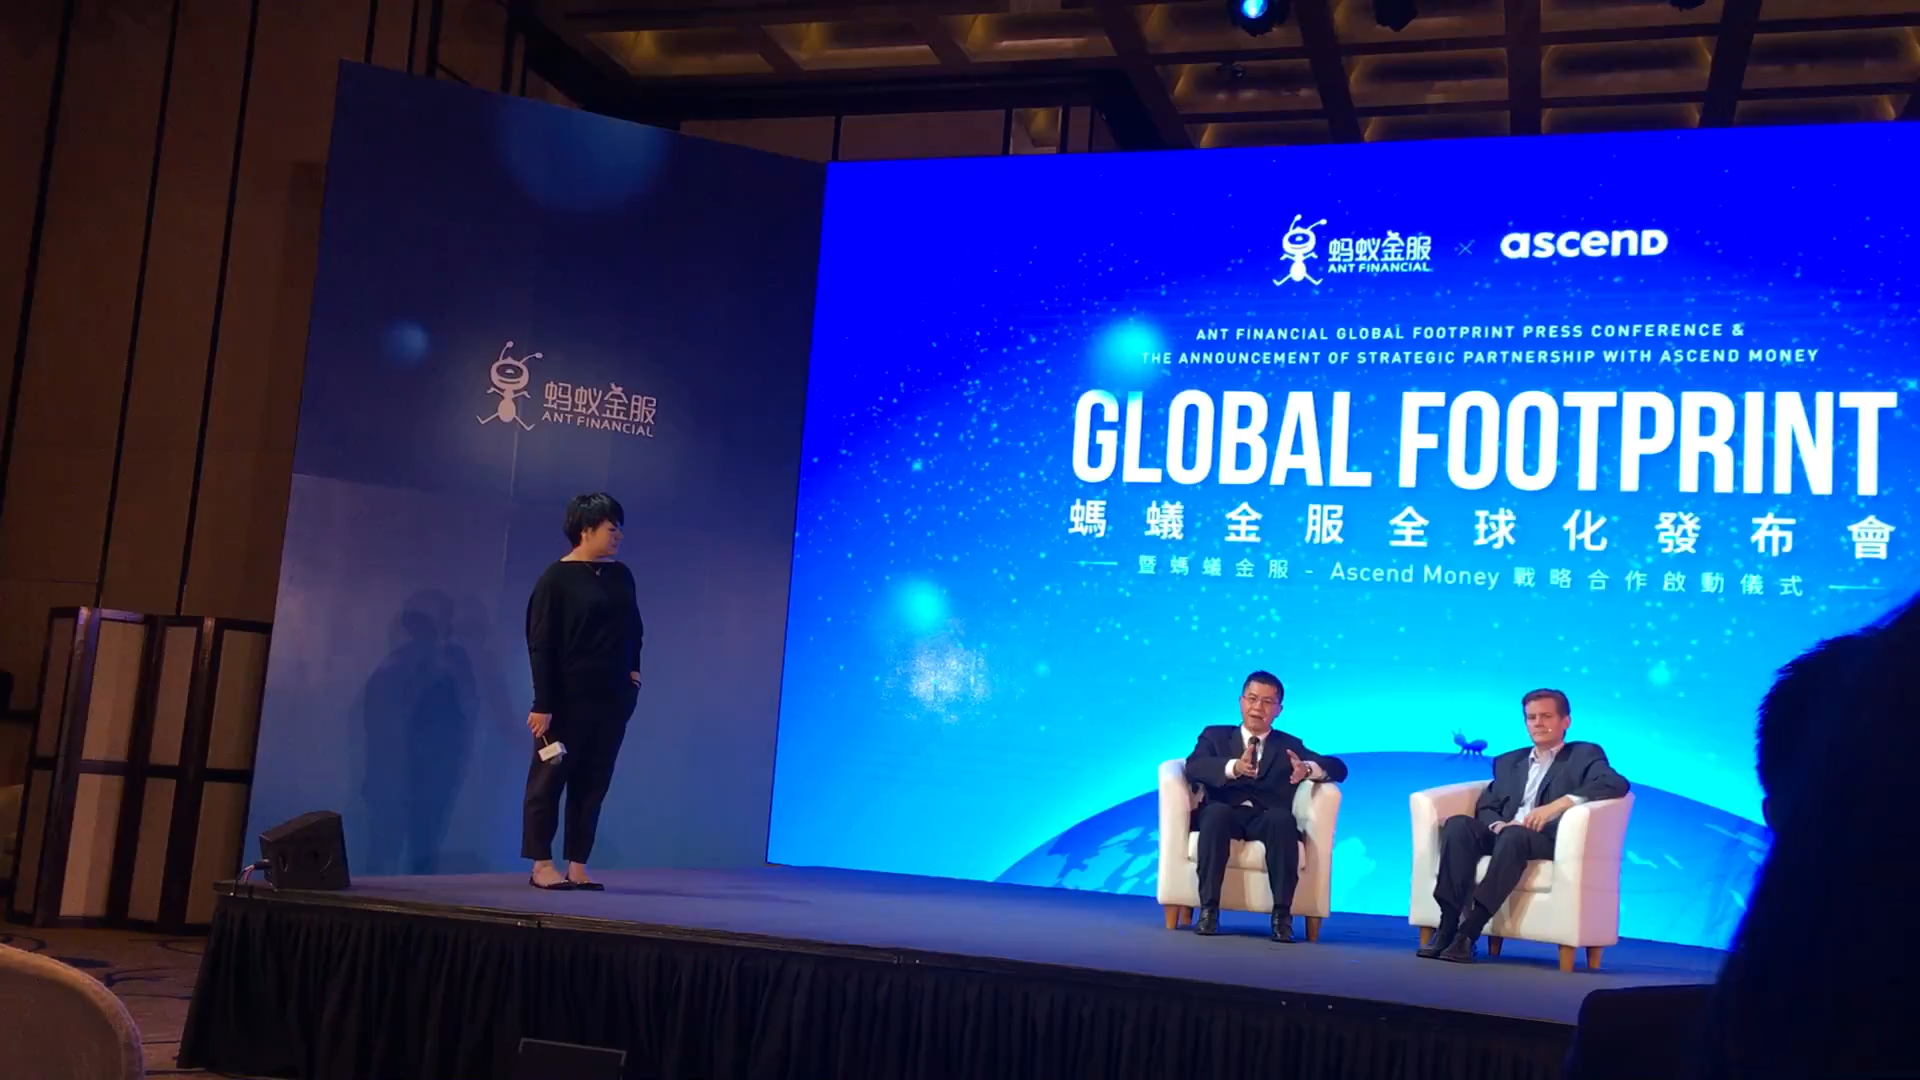 蚂蚁金服
ANT FINANCIAL
蚂蚁金服 × ascend
ANT FINANCIAL
ANT FINANCIAL GLOBAL FOOTPRINT PRESS CONFERENCE &
THE ANNOUNCEMENT OF STRATEGIC PARTNERSHIP WITH ASCEND MONEY
GLOBAL FOOTPRINT
螞蟻金服全球化發布會
暨螞蟻金服 - Ascend Money 戰略合作啟動儀式